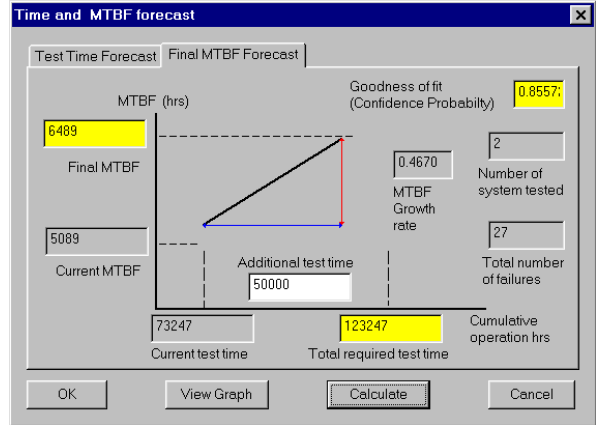 Time and MTBF forecast
Test Time Forecast
Final MTBF Forecast
MTBF (hrs)
Goodness of fit
(Confidence Probabilty)
0.8557
6489
Final MTBF
0.4670
MTBF
Growth
rate
2
Number of
system tested
5089
Current MTBF
27
Total number
of failures
Additional test time
50000
73247
Current test time
123247
Total required test time
Cumulative
operation hrs
OK
View Graph
Calculate
Cancel